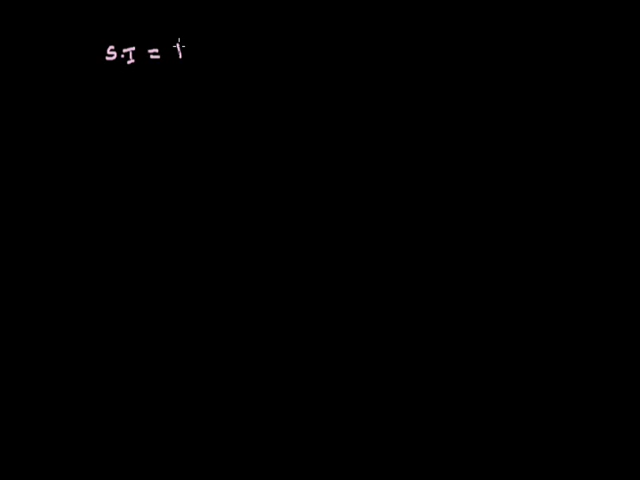 S.I =